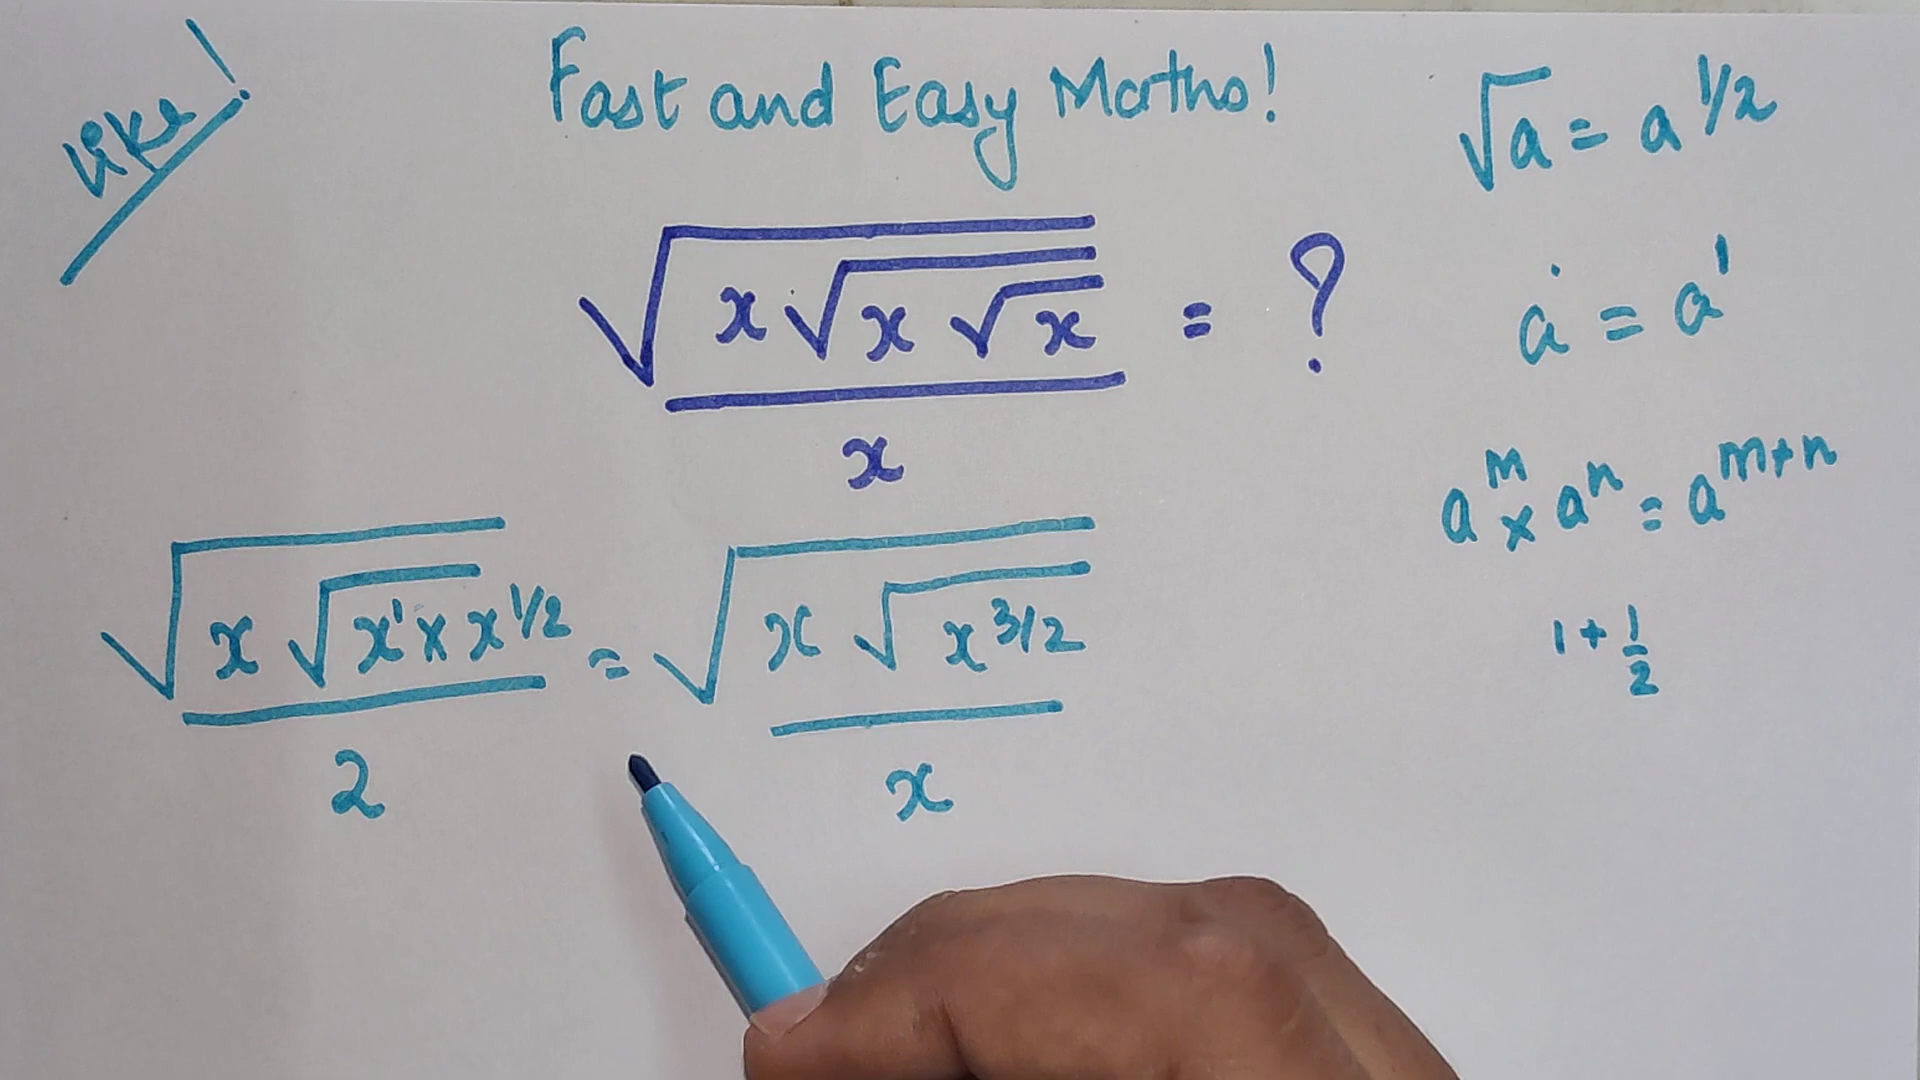 Like!
Fast and Easy Maths!
√a = a^1/2
√(x√(x√x)) / x = ?
a = a^1
a^m × a^n = a^m+n
√(x√(x^1 × x^1/2)) / 2 = √(x√(x^3/2)) / x
1 + 1/2